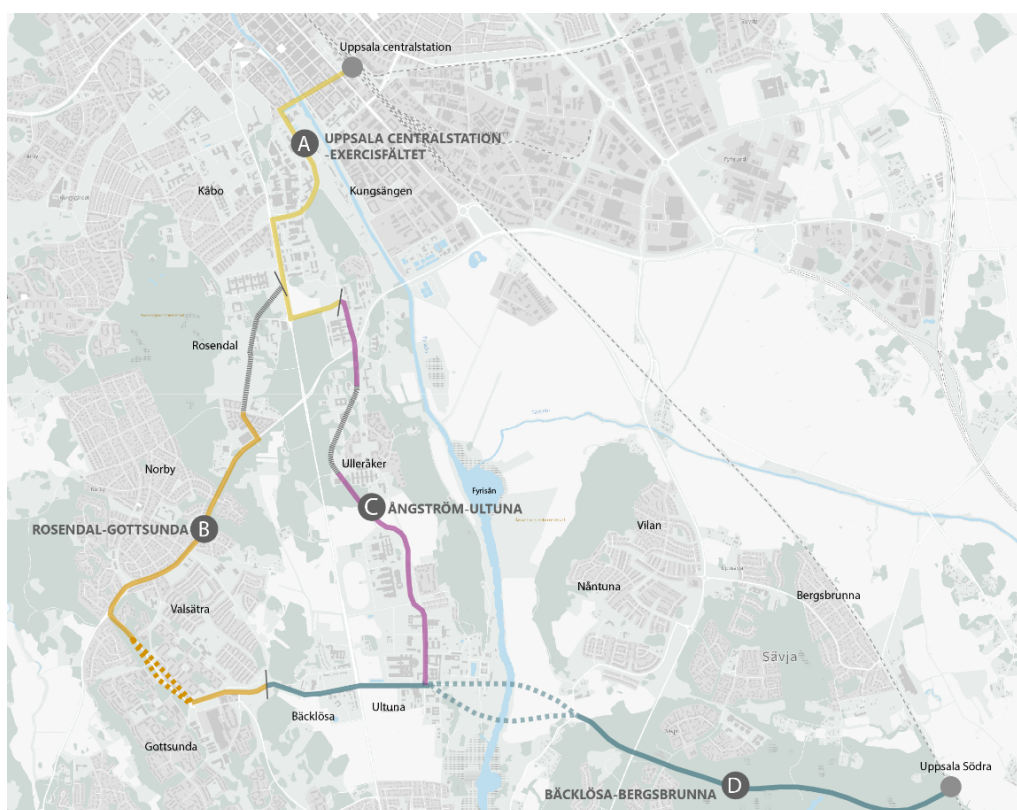 Uppsala centralstation
A
UPPSALA CENTRALSTATION
-EXERCISFÄLTET
Kåbo
Kungsängen
Rosendal
Ulleråker
Fyrisån
Norby
C
ÅNGSTRÖM-ULTUNA
ROSENDAL-GOTTSUNDA
B
Vilan
Nåntuna
Bergsbrunna
Valsätra
Sävja
Bäcklösa
Ultuna
Gottsunda
Uppsala Södra
BÄCKLÖSA-BERGSBRUNNA
D